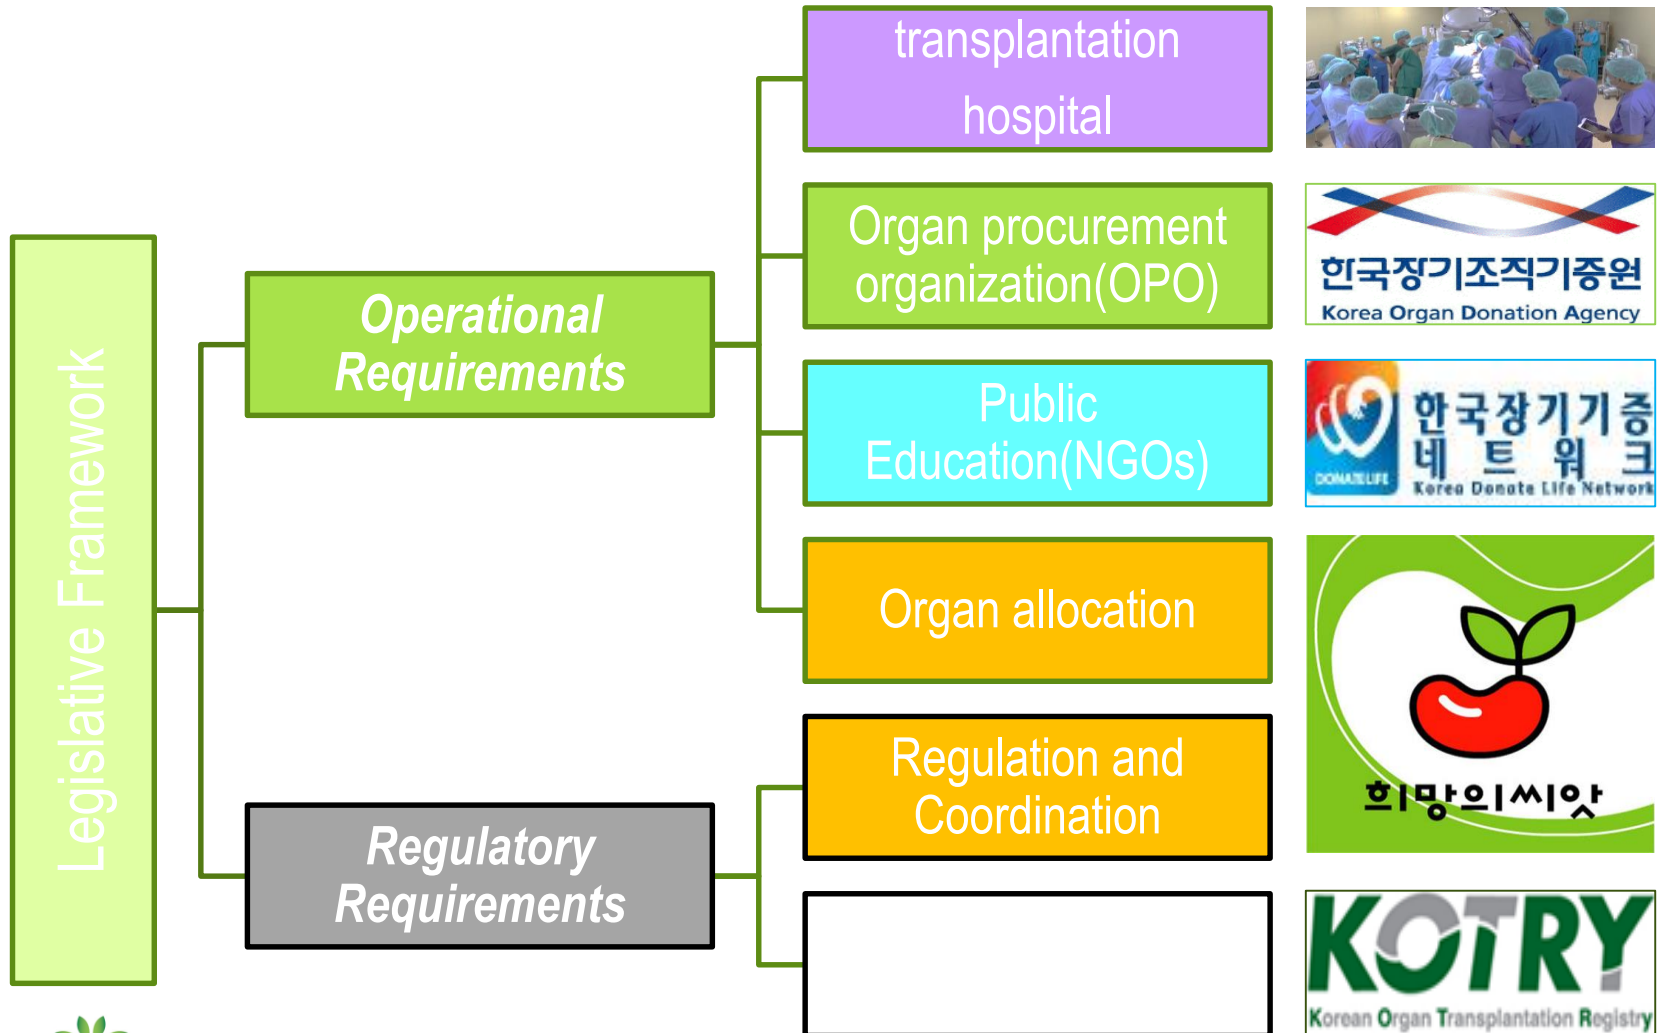 Legislative Framework
Operational
Requirements
Regulatory
Requirements
transplantation
hospital
Organ procurement
organization(OPO)
Public
Education(NGOs)
Organ allocation
Regulation and
Coordination
한국장기조직기증원
Korea Organ Donation Agency
DONATE LIFE
한국장기기증
네트워크
Korea Donate Life Network
희망의씨앗
KOTRY
Korean Organ Transplantation Registry